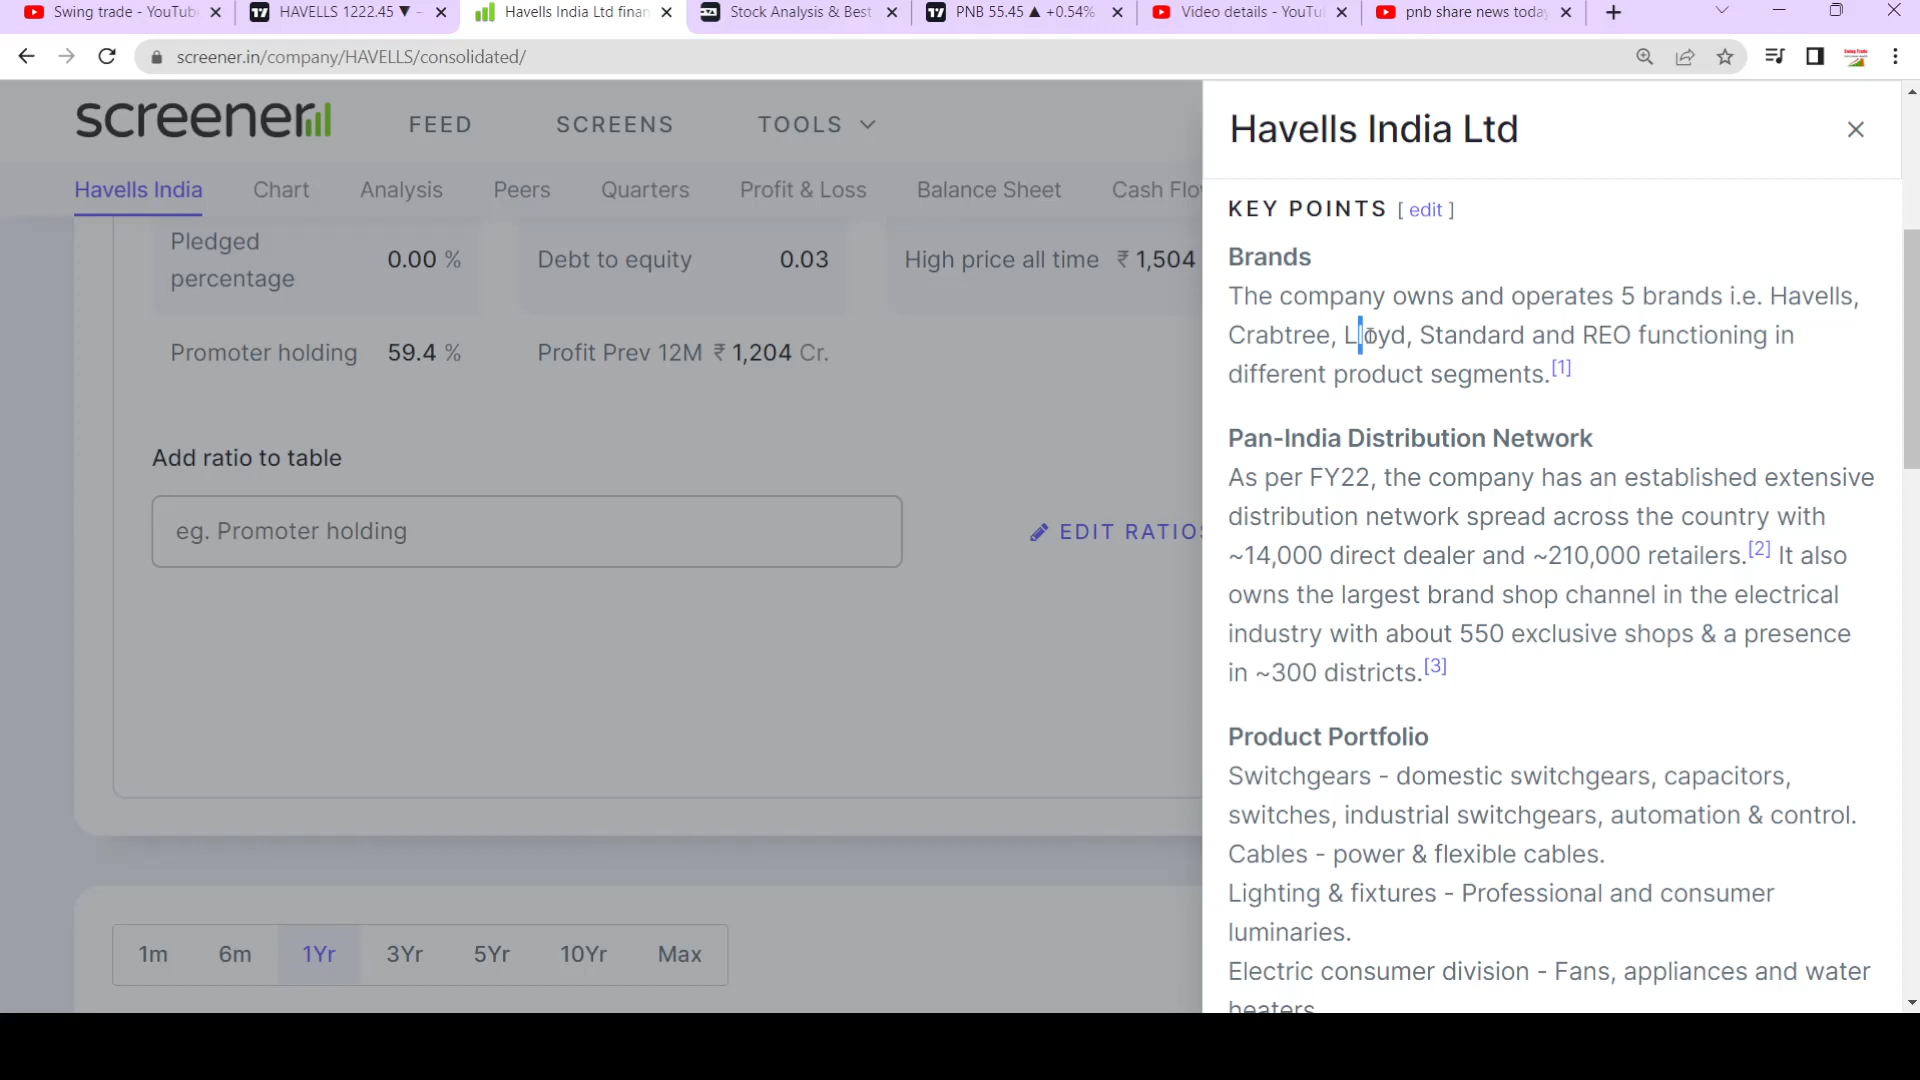 Swing trade - YouTub
HAVELLS 1222.45 ▼ -
Havells India Ltd finan
Stock Analysis & Best
PNB 55.45 ▲ +0.54%
Video details - YouTu
pnb share news today
screener.in/company/HAVELLS/consolidated/
screener
FEED
SCREENS
TOOLS
Havells India
Chart
Analysis
Peers
Quarters
Profit & Loss
Balance Sheet
Cash Flo
Pledged
percentage
0.00 %
Debt to equity
0.03
High price all time
₹ 1,504
Promoter holding
59.4 %
Profit Prev 12M
₹ 1,204 Cr.
Add ratio to table
eg. Promoter holding
EDIT RATIOS
1m
6m
1Yr
3Yr
5Yr
10Yr
Max
Havells India Ltd
KEY POINTS [ edit ]
Brands
The company owns and operates 5 brands i.e. Havells,
Crabtree, Lloyd, Standard and REO functioning in
different product segments.[1]
Pan-India Distribution Network
As per FY22, the company has an established extensive
distribution network spread across the country with
~14,000 direct dealer and ~210,000 retailers.[2] It also
owns the largest brand shop channel in the electrical
industry with about 550 exclusive shops & a presence
in ~300 districts.[3]
Product Portfolio
Switchgears - domestic switchgears, capacitors,
switches, industrial switchgears, automation & control.
Cables - power & flexible cables.
Lighting & fixtures - Professional and consumer
luminaries.
Electric consumer division - Fans, appliances and water
heaters